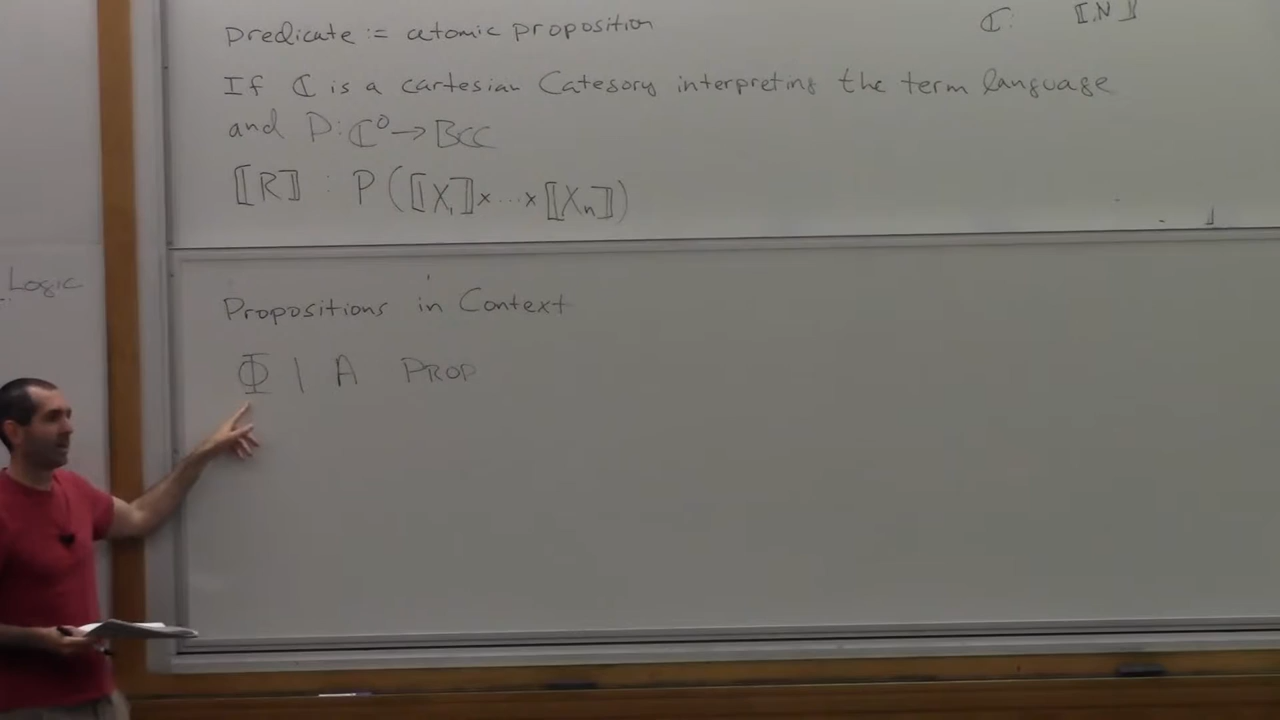 Predicate := atomic proposition
ℂ: ⟦N⟧
If ℂ is a cartesian Category interpreting the term language
and P: ℂ⁰ → BCC
⟦R⟧ : P(⟦X₁⟧ × ... × ⟦Xₙ⟧)
Logic
Propositions in Context
Φ | A PROP